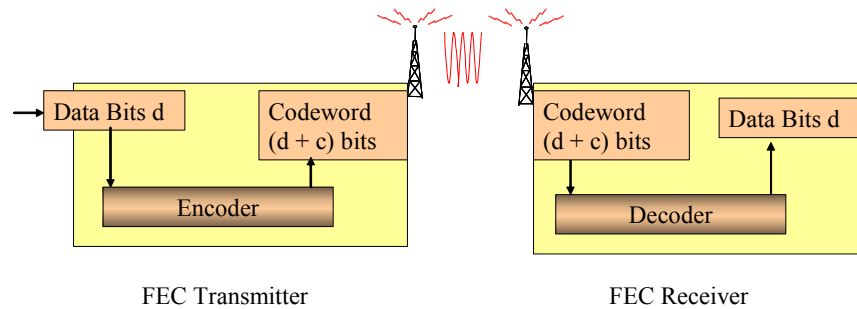 Data Bits d
Codeword
(d + c) bits
Encoder
FEC Transmitter
Codeword
(d + c) bits
Data Bits d
Decoder
FEC Receiver